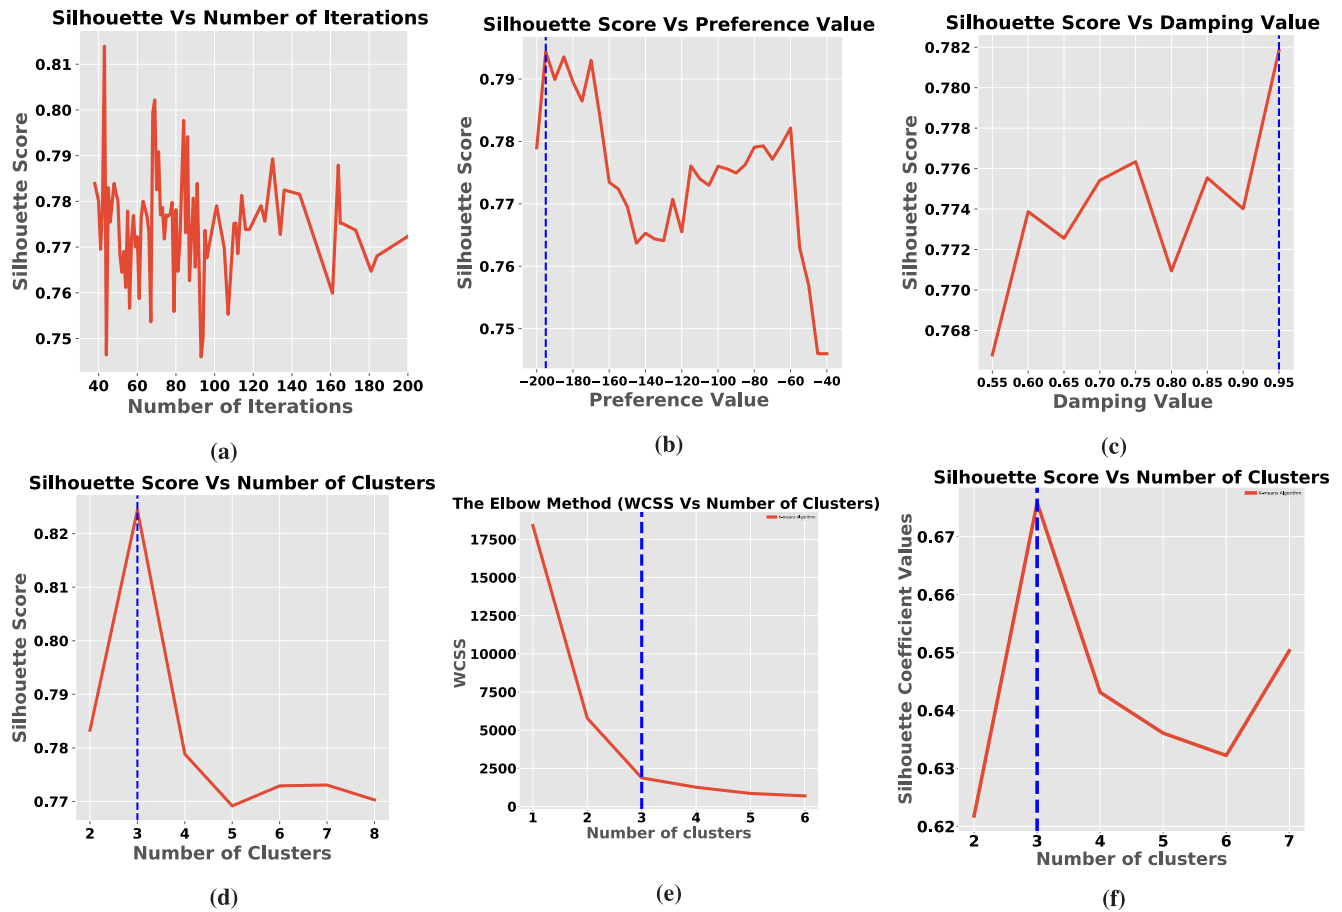 Silhouette Vs Number of Iterations
Silhouette Score
0.81
0.80
0.79
0.78
0.77
0.76
0.75
40 60 80 100 120 140 160 180 200
Number of Iterations
(a)
Silhouette Score Vs Preference Value
Silhouette Score
0.79
0.78
0.77
0.76
0.75
−200 −180 −160 −140 −120 −100 −80 −60 −40
Preference Value
(b)
Silhouette Score Vs Damping Value
Silhouette Score
0.782
0.780
0.778
0.776
0.774
0.772
0.770
0.768
0.55 0.60 0.65 0.70 0.75 0.80 0.85 0.90 0.95
Damping Value
(c)
Silhouette Score Vs Number of Clusters
Silhouette Score
0.82
0.81
0.80
0.79
0.78
0.77
2 3 4 5 6 7 8
Number of Clusters
(d)
The Elbow Method (WCSS Vs Number of Clusters)
K-means Algorithm
WCSS
17500
15000
12500
10000
7500
5000
2500
0
1 2 3 4 5 6
Number of clusters
(e)
Silhouette Score Vs Number of Clusters
K-means Algorithm
Silhouette Coefficient Values
0.67
0.66
0.65
0.64
0.63
0.62
2 3 4 5 6 7
Number of clusters
(f)